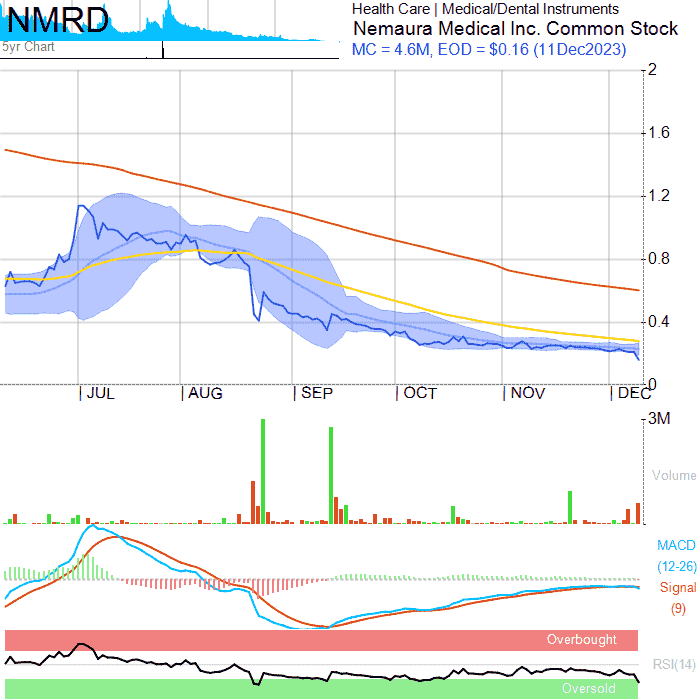 NMRD
5yr Chart
Health Care | Medical/Dental Instruments
Nemaura Medical Inc. Common Stock
MC = 4.6M, EOD = $0.16 (11Dec2023)
2
1.6
1.2
0.8
0.4
0
JUL AUG SEP OCT NOV DEC
3M
Volume
MACD
(12-26)
Signal
(9)
Overbought
RSI(14)
Oversold